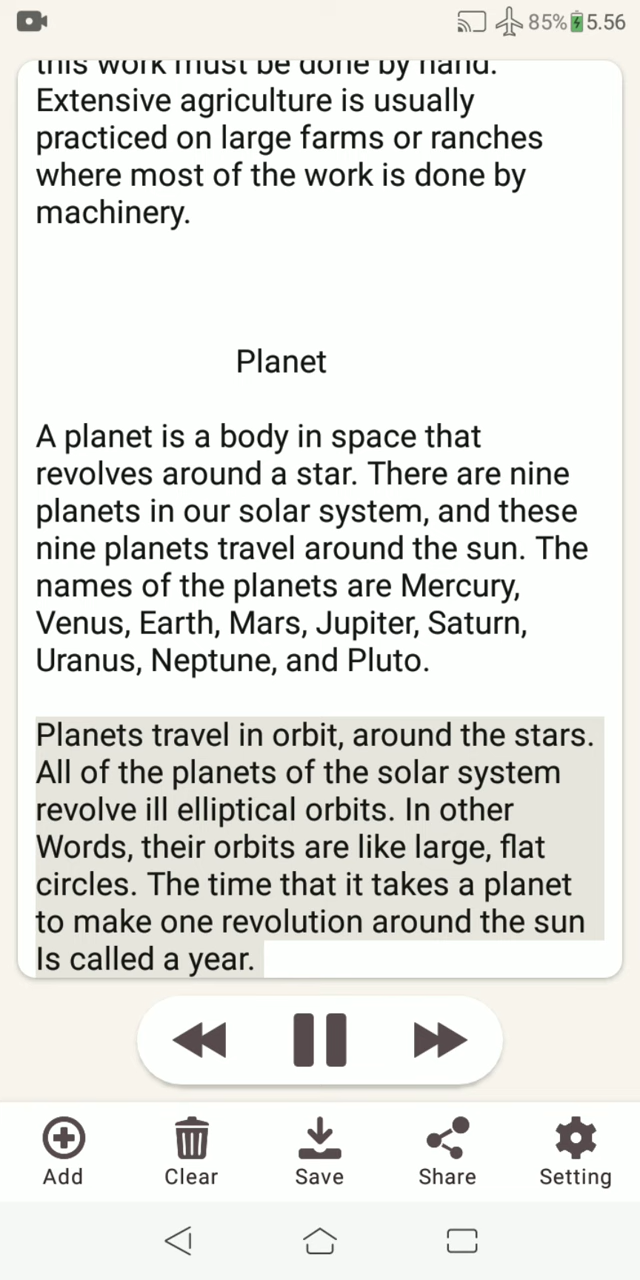 85% 5.56
this work must be done by hand.
Extensive agriculture is usually
practiced on large farms or ranches
where most of the work is done by
machinery.
Planet
A planet is a body in space that
revolves around a star. There are nine
planets in our solar system, and these
nine planets travel around the sun. The
names of the planets are Mercury,
Venus, Earth, Mars, Jupiter, Saturn,
Uranus, Neptune, and Pluto.
Planets travel in orbit, around the stars.
All of the planets of the solar system
revolve ill elliptical orbits. In other
Words, their orbits are like large, flat
circles. The time that it takes a planet
to make one revolution around the sun
Is called a year.
Add Clear Save Share Setting